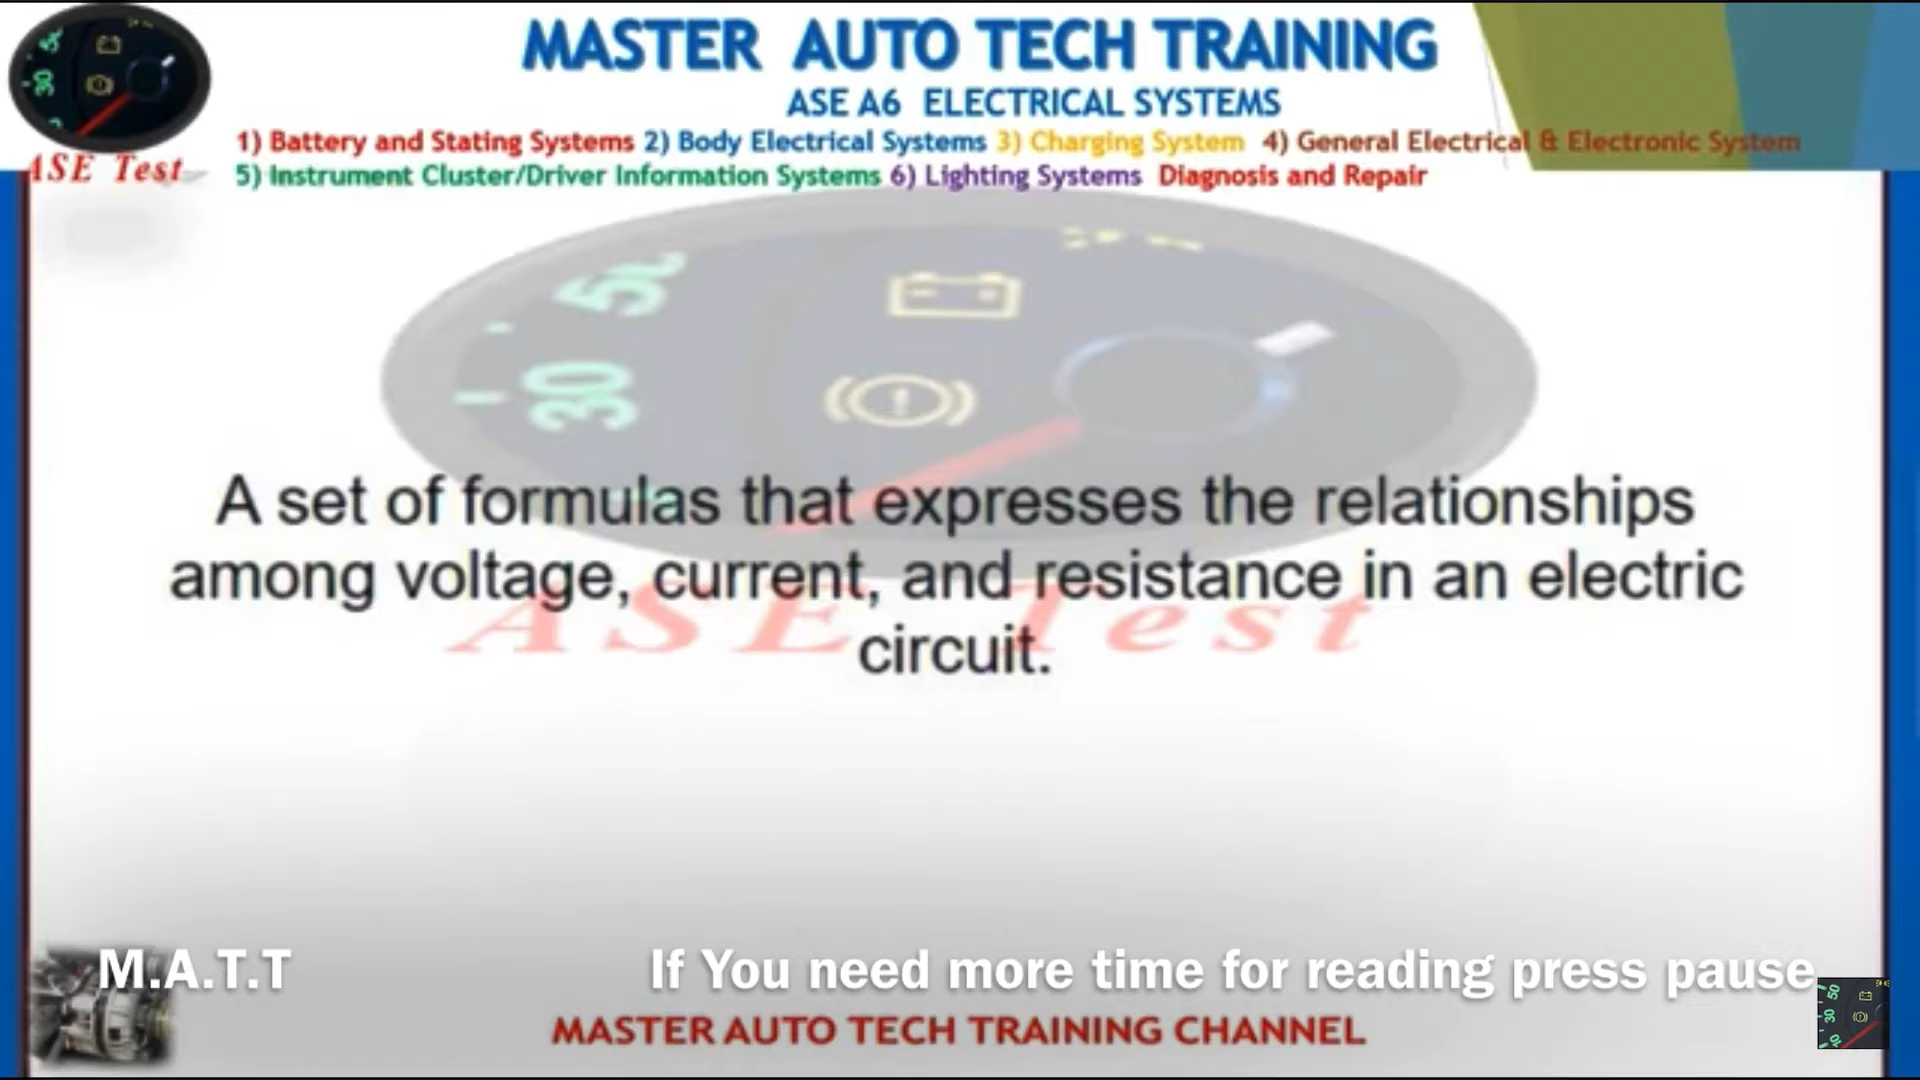 MASTER AUTO TECH TRAINING
ASE A6 ELECTRICAL SYSTEMS
1) Battery and Stating Systems 2) Body Electrical Systems 3) Charging System 4) General Electrical & Electronic System
5) Instrument Cluster/Driver Information Systems 6) Lighting Systems Diagnosis and Repair
ASE Test
30
50
30
A set of formulas that expresses the relationships
among voltage, current, and resistance in an electric
circuit.
ASE Test
M.A.T.T
If You need more time for reading press pause
MASTER AUTO TECH TRAINING CHANNEL
50
30